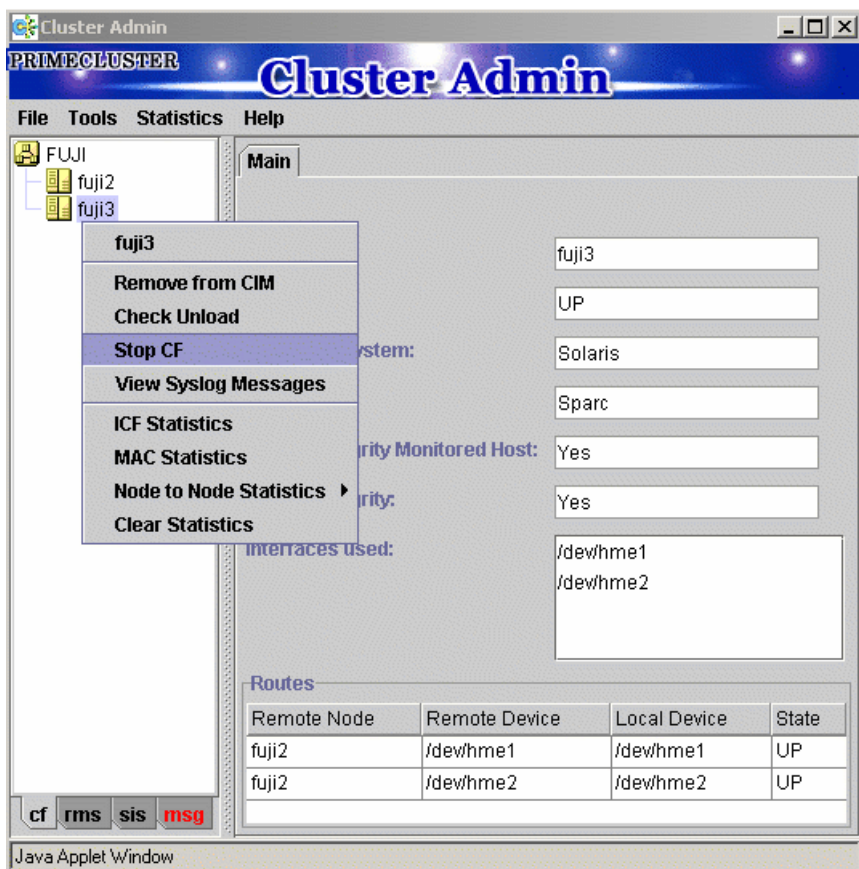 Cluster Admin
PRIMECLUSTER
Cluster Admin
File Tools Statistics Help
FUJI
fuji2
fuji3
fuji3
Remove from CIM
Check Unload
Stop CF
View Syslog Messages
ICF Statistics
MAC Statistics
Node to Node Statistics
Clear Statistics
Main
fuji3
UP
ystem: Solaris
Sparc
rity Monitored Host: Yes
rity: Yes
Interfaces used: /dev/hme1
/dev/hme2
Routes
Remote Node Remote Device Local Device State
fuji2 /dev/hme1 /dev/hme1 UP
fuji2 /dev/hme2 /dev/hme2 UP
cf rms sis msg
Java Applet Window